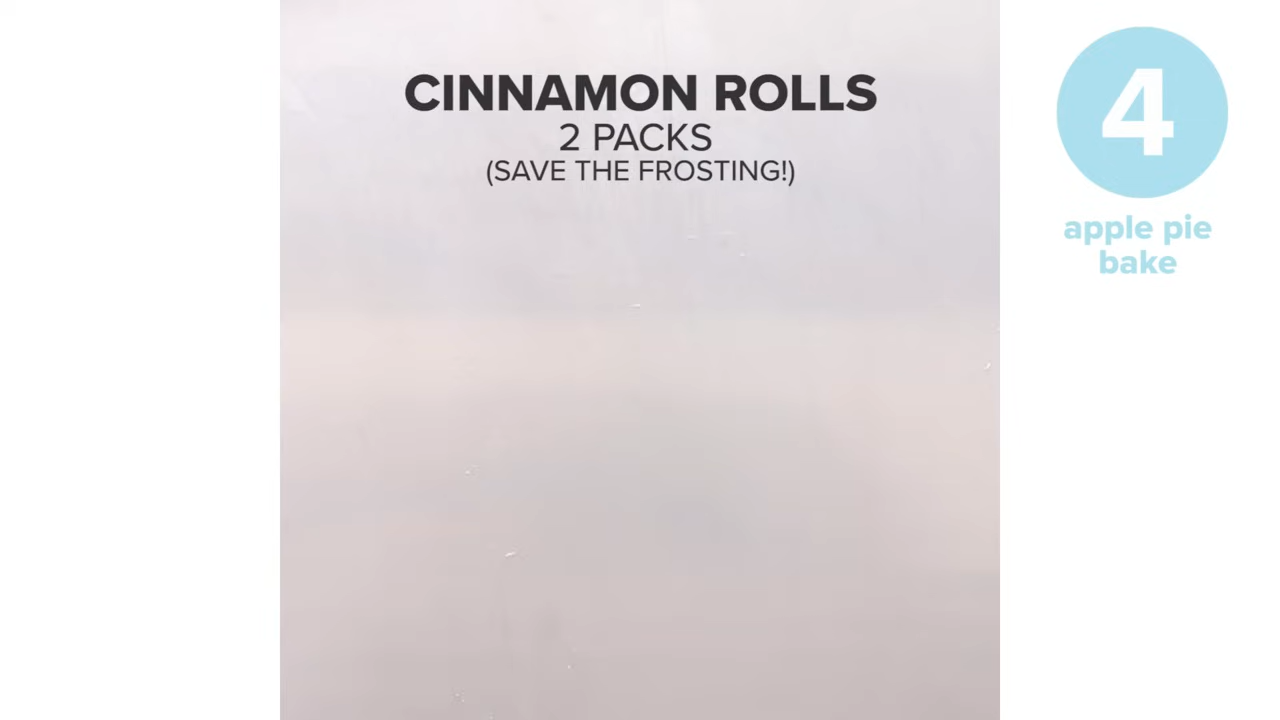 CINNAMON ROLLS
2 PACKS
(SAVE THE FROSTING!)
4
apple pie
bake